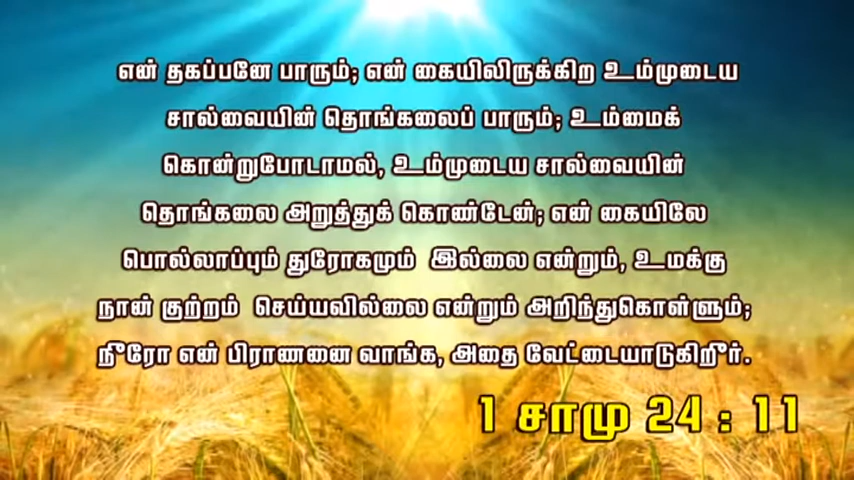 என் தகப்பனே பாரும்; என் கையிலிருக்கிற உம்முடைய
சால்வையின் தொங்கலைப் பாரும்; உம்மைக்
கொன்றுபோடாமல், உம்முடைய சால்வையின்
தொங்கலை அறுத்துக் கொண்டேன்; என் கையிலே
பொல்லாப்பும் துரோகமும் இல்லை என்றும், உமக்கு
நான் குற்றம் செய்யவில்லை என்றும் அறிந்துகொள்ளும்;
நீரோ என் பிராணனை வாங்க, அதை வேட்டையாடுகிறீர்.
1 சாமு 24 : 11